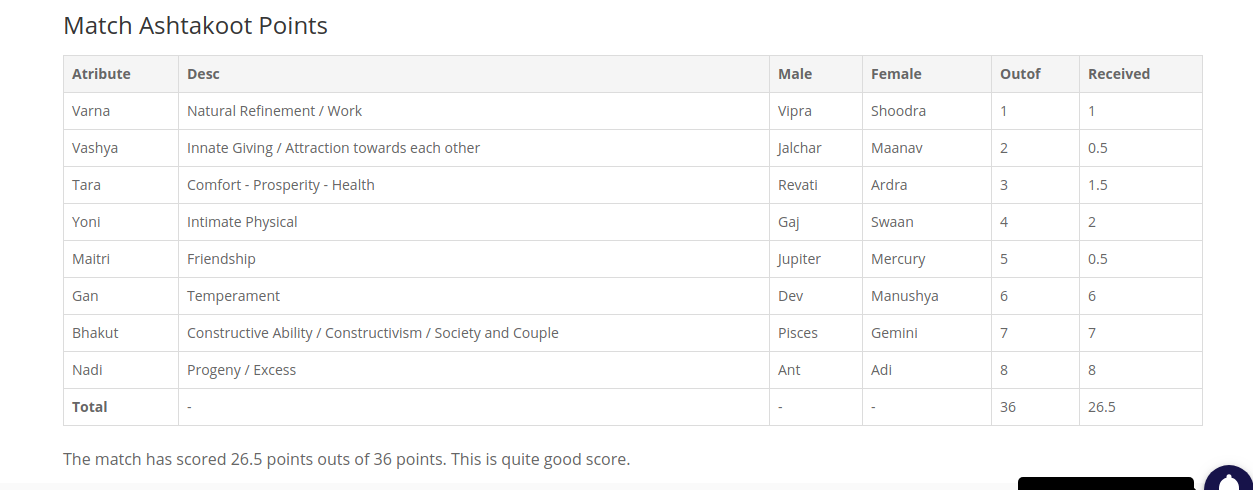 Match Ashtakoot Points
Atribute Desc Male Female Outof Received
Varna Natural Refinement / Work Vipra Shoodra 1 1
Vashya Innate Giving / Attraction towards each other Jalchar Maanav 2 0.5
Tara Comfort - Prosperity - Health Revati Ardra 3 1.5
Yoni Intimate Physical Gaj Swaan 4 2
Maitri Friendship Jupiter Mercury 5 0.5
Gan Temperament Dev Manushya 6 6
Bhakut Constructive Ability / Constructivism / Society and Couple Pisces Gemini 7 7
Nadi Progeny / Excess Ant Adi 8 8
Total - - - 36 26.5
The match has scored 26.5 points outs of 36 points. This is quite good score.